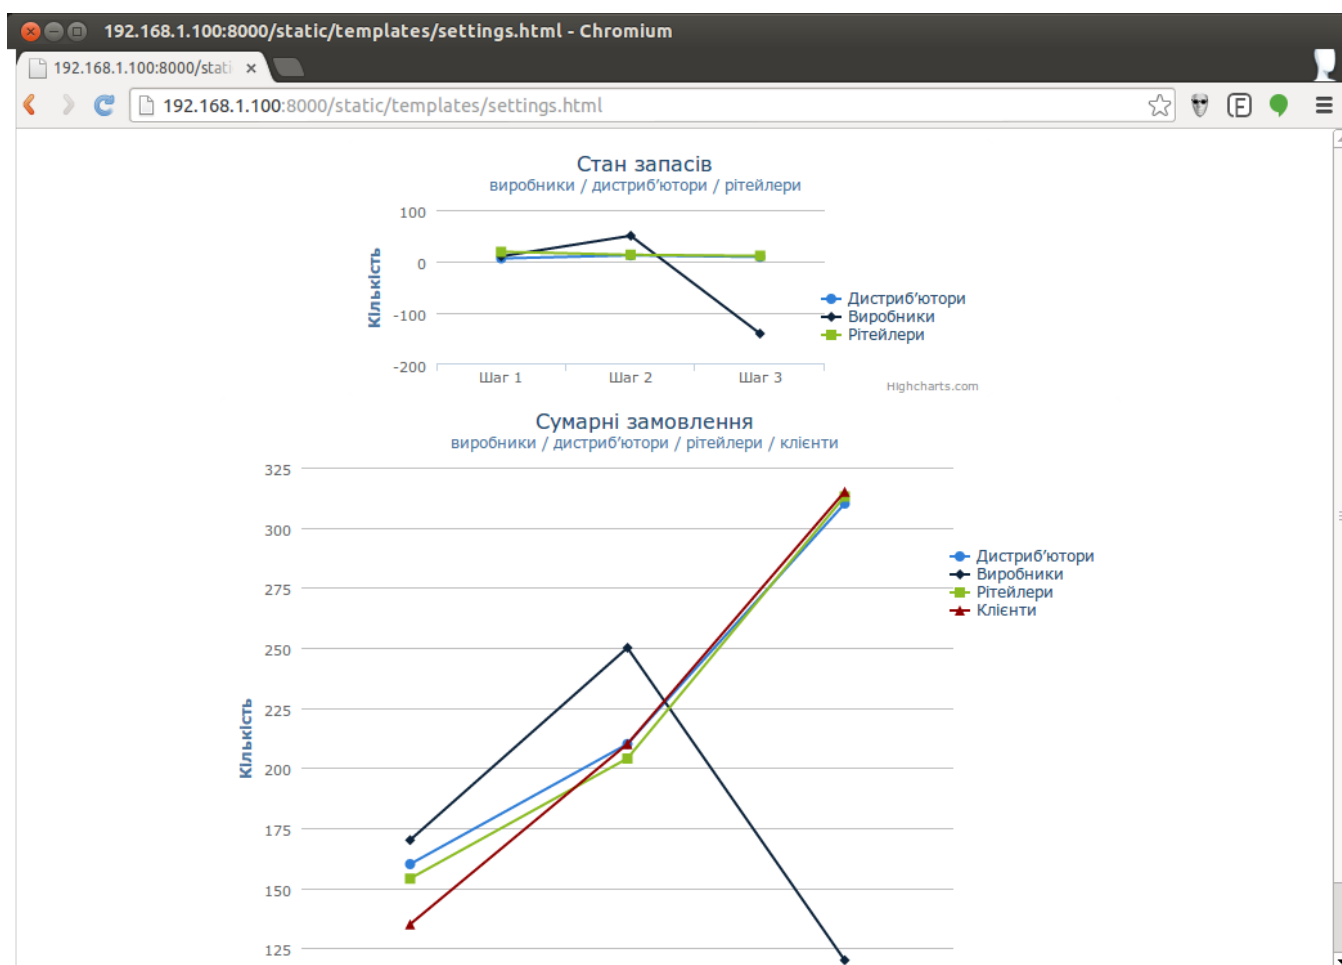 192.168.1.100:8000/static/templates/settings.html - Chromium
192.168.1.100:8000/stati
192.168.1.100:8000/static/templates/settings.html
Стан запасів
виробники / дистриб'ютори / рітейлери
100
0
-100
-200
Кількість
Шаг 1 Шаг 2 Шаг 3
Дистриб'ютори
Виробники
Рітейлери
Highcharts.com
Сумарні замовлення
виробники / дистриб'ютори / рітейлери / клієнти
325
300
275
250
225
200
175
150
125
Кількість
Дистриб'ютори
Виробники
Рітейлери
Клієнти